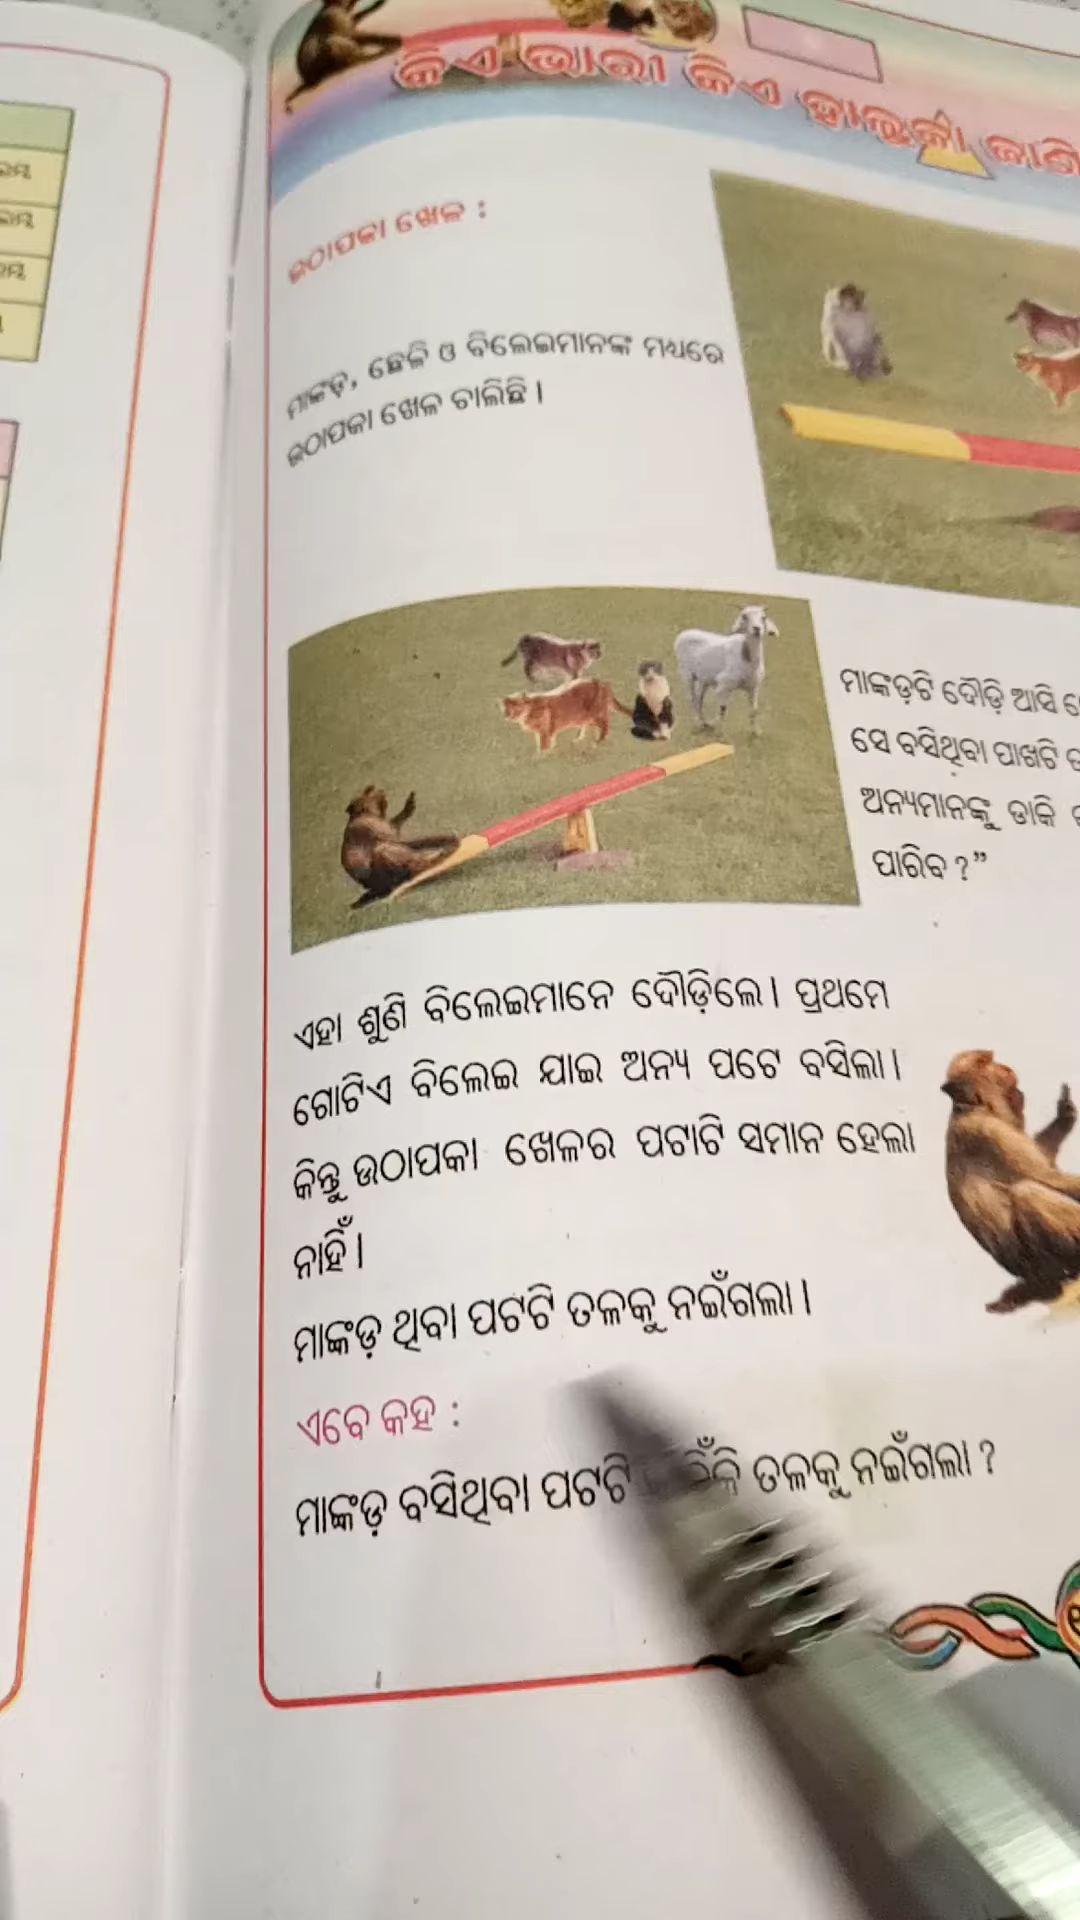 କିଏ ଭାରୀ କିଏ ହାଲୁକା
ଉଠାପକା ଖେଳ :
ମାଙ୍କଡ଼, ଛେଳି ଓ ବିଲେଇମାନଙ୍କ ମଧ୍ୟରେ
ଉଠାପକା ଖେଳ ଚାଲିଛି ।
ମାଙ୍କଡ଼ଟି ଦୌଡ଼ି ଆସି
ସେ ବସିଥିବା ପାଖଟି
ଅନ୍ୟମାନଙ୍କୁ ଡାକି
ପାରିବ ?”
ଏହା ଶୁଣି ବିଲେଇମାନେ ଦୌଡ଼ିଲେ । ପ୍ରଥମେ
ଗୋଟିଏ ବିଲେଇ ଯାଇ ଅନ୍ୟ ପଟେ ବସିଲା ।
କିନ୍ତୁ ଉଠାପକା ଖେଳର ପଟାଟି ସମାନ ହେଲା
ନାହିଁ ।
ମାଙ୍କଡ଼ ଥିବା ପଟଟି ତଳକୁ ନଇଁଗଲା ।
ଏବେ କହ :
ମାଙ୍କଡ଼ ବସିଥିବା ପଟଟି ତଳକୁ ନଇଁଗଲା ?